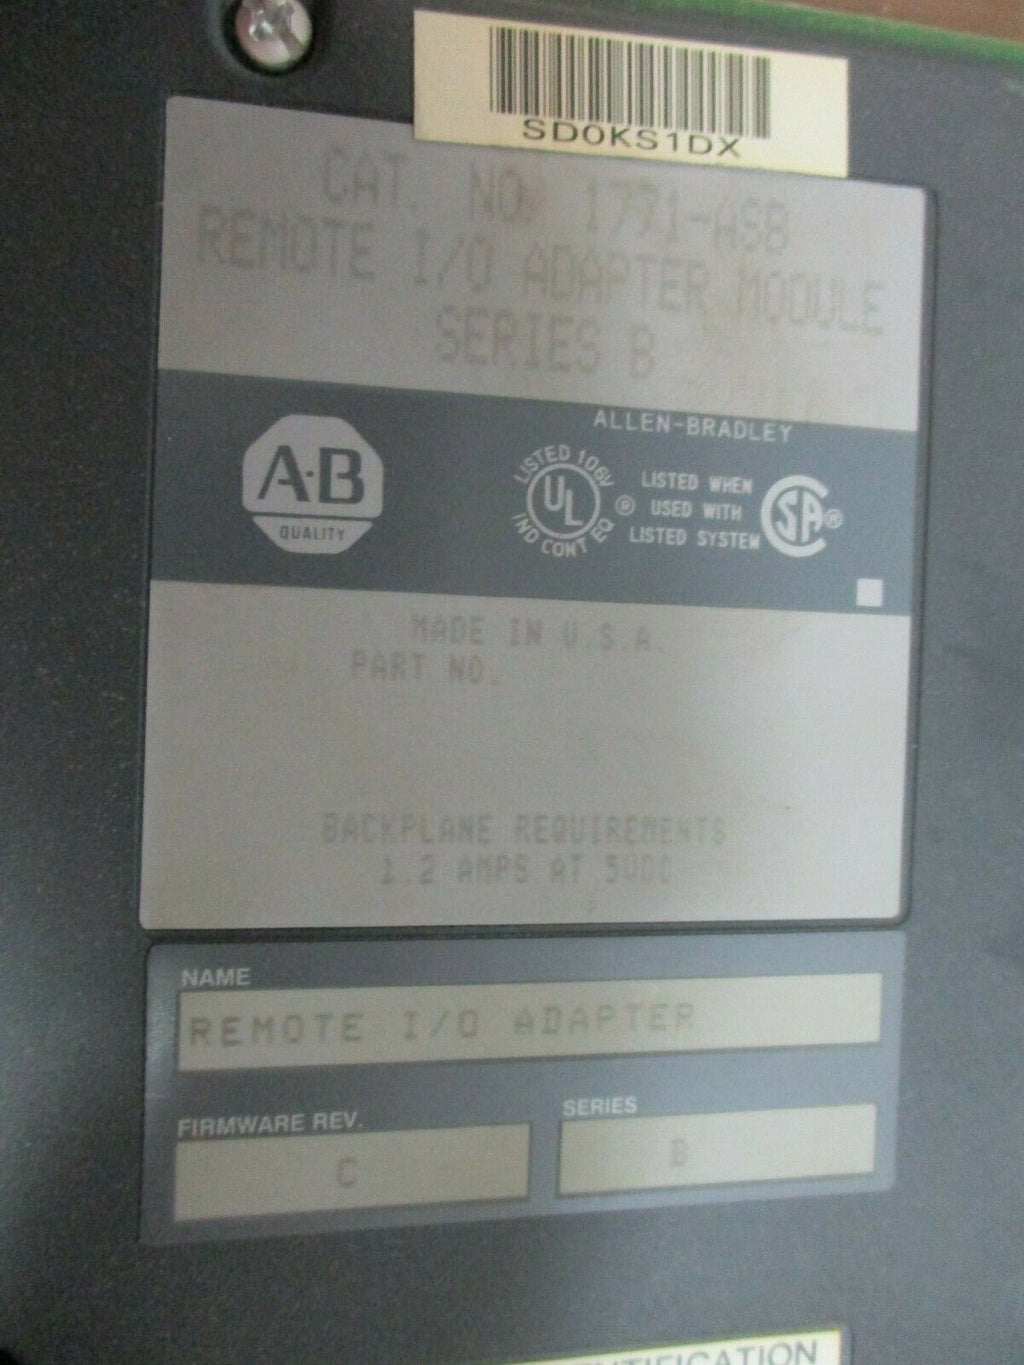 SD0KS1DX
CAT. NO. 1771-ASB
REMOTE I/O ADAPTER MODULE
SERIES B
ALLEN-BRADLEY
A·B
QUALITY
LISTED 106V
UL
IND CONT EQ
®
LISTED WHEN
USED WITH
LISTED SYSTEM
SA®
MADE IN U.S.A.
PART NO.
BACKPLANE REQUIREMENTS
1.2 AMPS AT 5VDC
NAME
REMOTE I/O ADAPTER
FIRMWARE REV.
C
SERIES
B